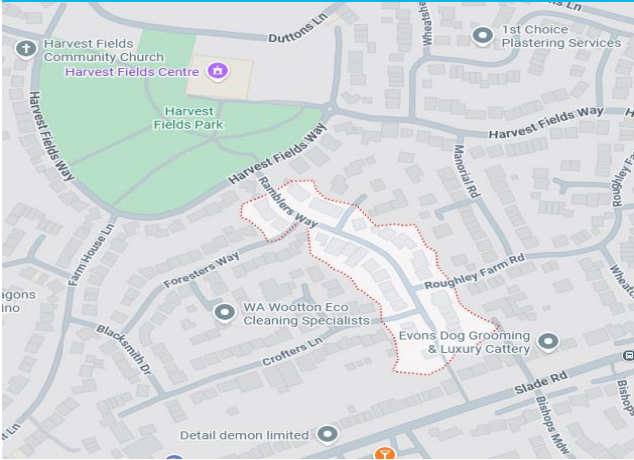 Duttons Ln
Harvest Fields
Community Church
Harvest Fields Centre
1st Choice
Plastering Services
Harvest
Fields Park
Harvest Fields Way
Harvest Fields Way
Harvest Fields Way
Manorial Rd
Ramblers Way
Farm House Ln
Foresters Way
Roughley Farm Rd
WA Wootton Eco
Cleaning Specialists
Blacksmith Dr
Crofters Ln
Evons Dog Grooming
& Luxury Cattery
Slade Rd
Bishops Mdw
Detail demon limited